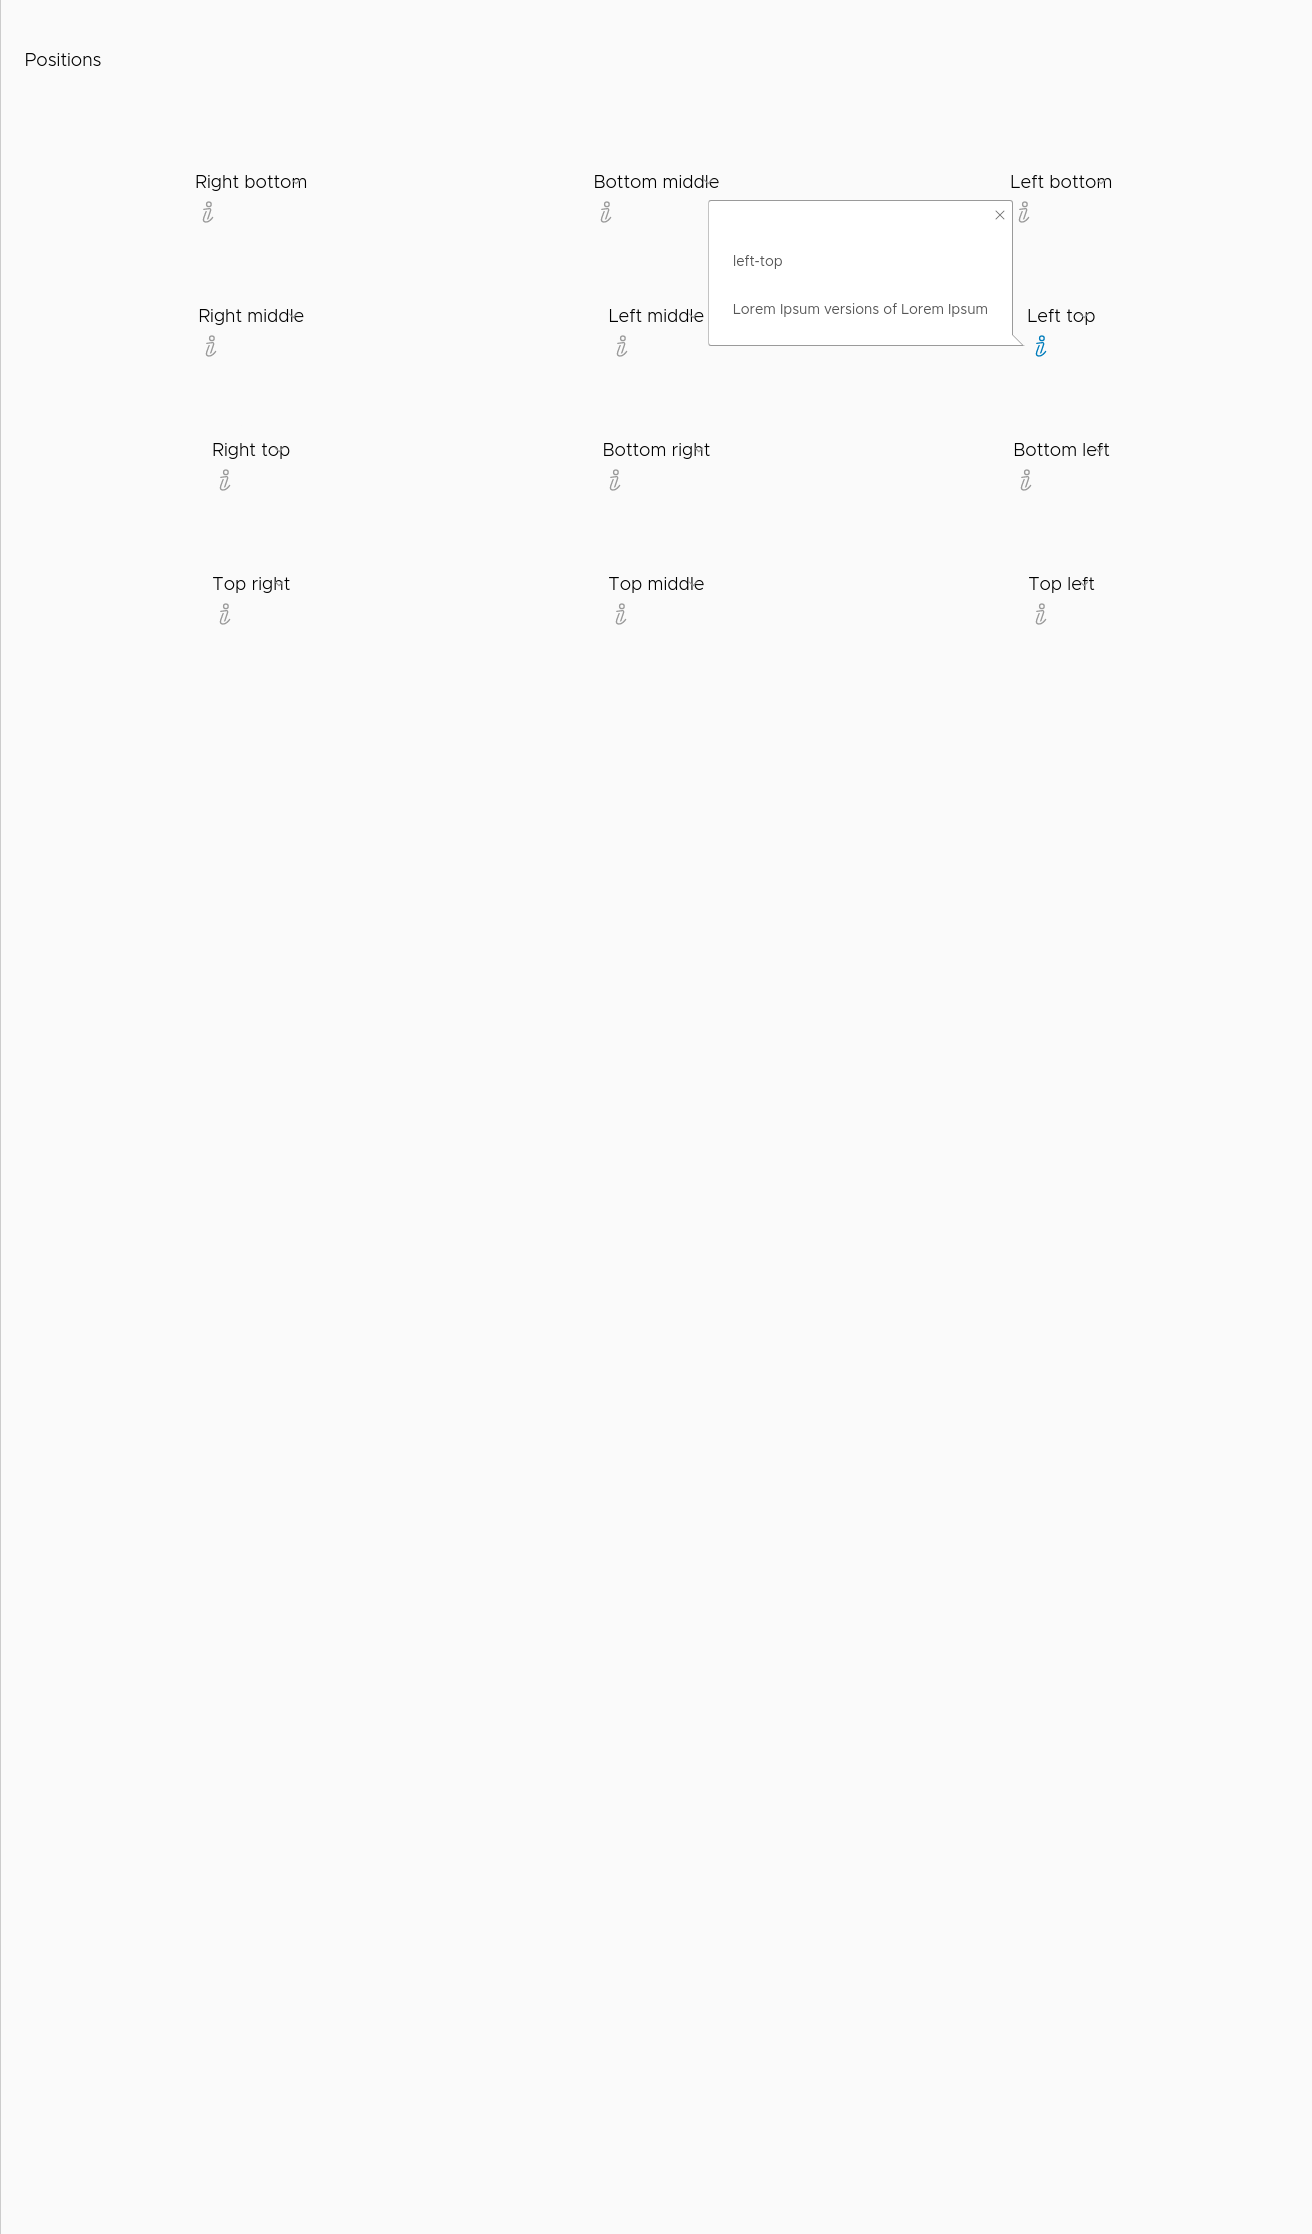 Positions
Right bottom
Bottom middle
Left bottom
left-top
Lorem Ipsum versions of Lorem Ipsum
Right middle
Left middle
Left top
Right top
Bottom right
Bottom left
Top right
Top middle
Top left